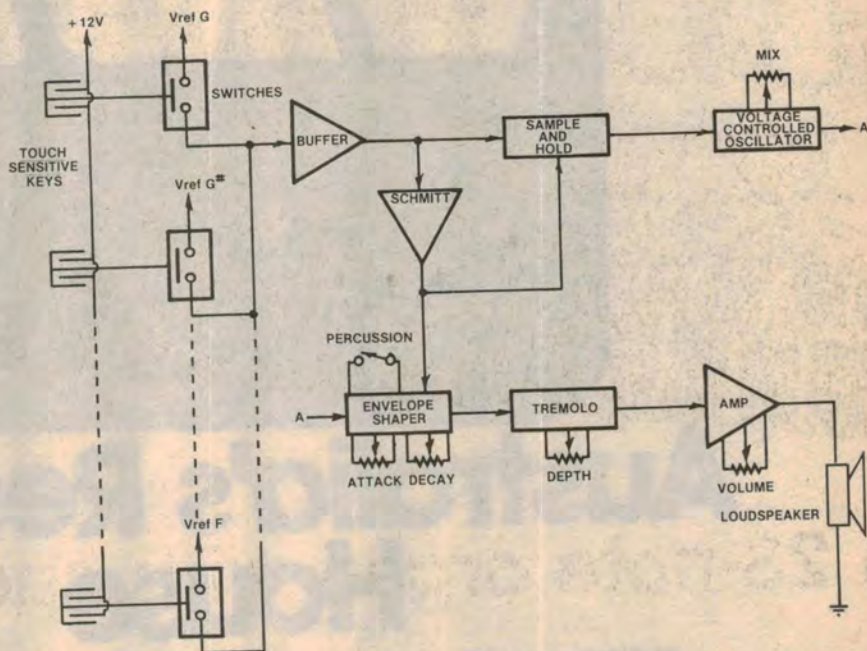 +12V
Vref G
SWITCHES
TOUCH
SENSITIVE
KEYS
BUFFER
SAMPLE
AND
HOLD
MIX
VOLTAGE
CONTROLLED
OSCILLATOR
A
Vref G#
SCHMITT
PERCUSSION
A
ENVELOPE
SHAPER
TREMOLO
AMP
ATTACK
DECAY
DEPTH
VOLUME
LOUDSPEAKER
Vref F